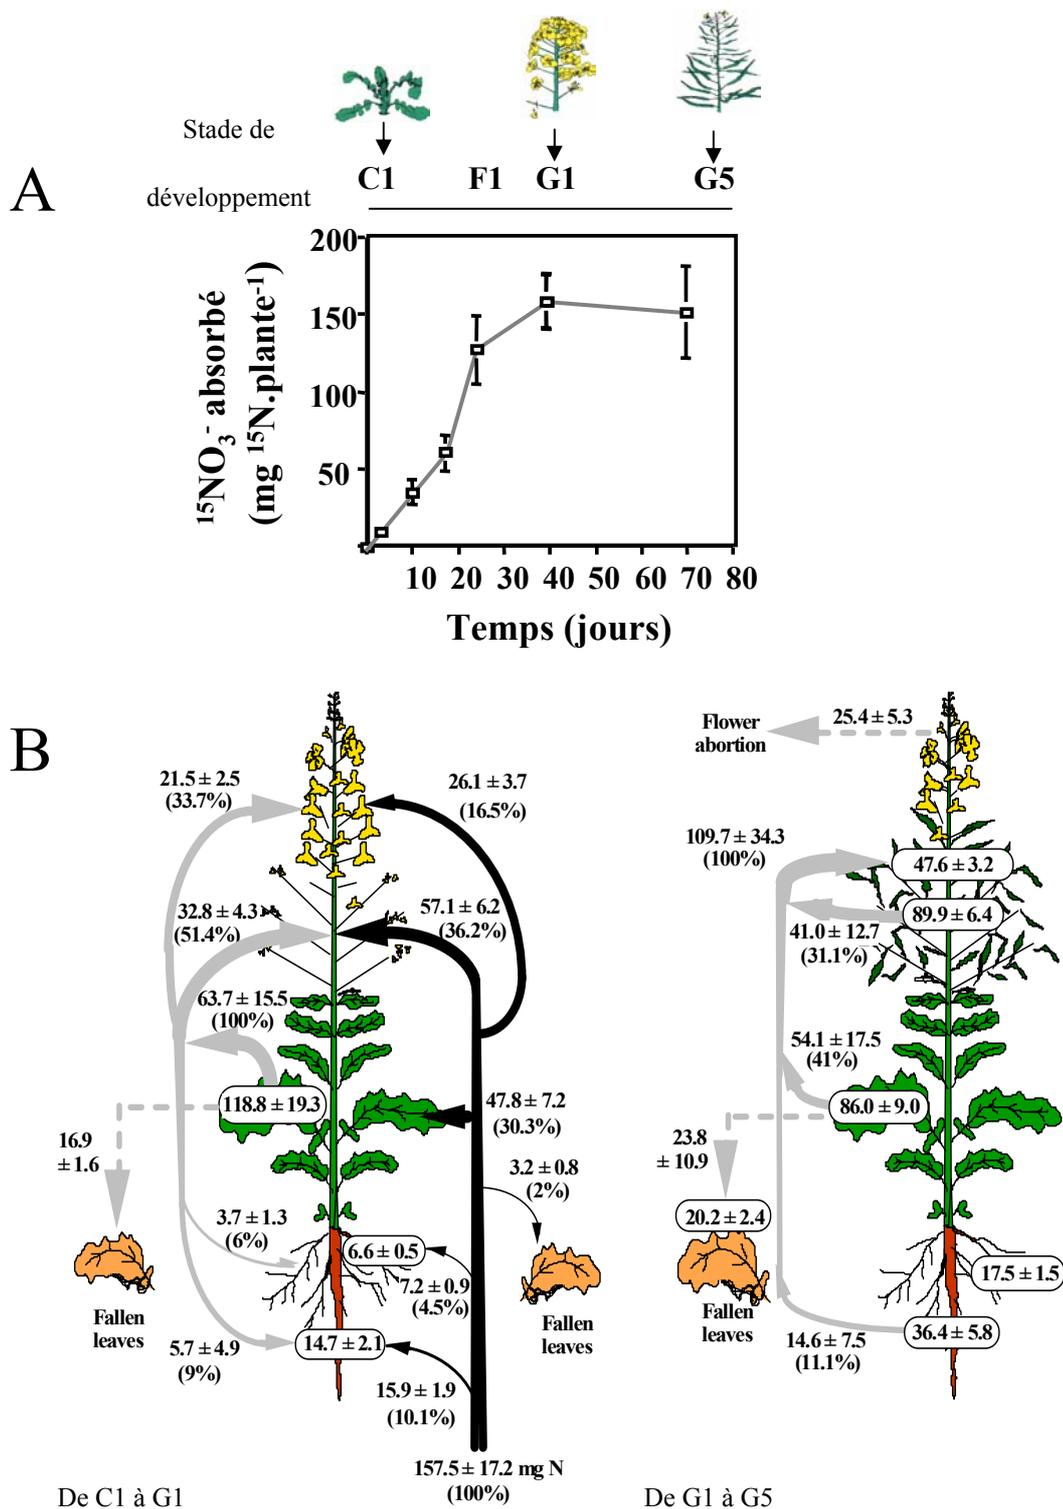 Stade de
développement
C1 F1 G1 G5
A
200
150
100
50
¹⁵NO₃⁻ absorbé
(mg ¹⁵N.plante⁻¹)
10 20 30 40 50 60 70 80
Temps (jours)
B
21.5 ± 2.5
(33.7%)
26.1 ± 3.7
(16.5%)
32.8 ± 4.3
(51.4%)
57.1 ± 6.2
(36.2%)
63.7 ± 15.5
(100%)
118.8 ± 19.3
47.8 ± 7.2
(30.3%)
16.9
± 1.6
3.2 ± 0.8
(2%)
3.7 ± 1.3
(6%)
6.6 ± 0.5
7.2 ± 0.9
(4.5%)
Fallen
leaves
Fallen
leaves
5.7 ± 4.9
(9%)
14.7 ± 2.1
15.9 ± 1.9
(10.1%)
157.5 ± 17.2 mg N
(100%)
De C1 à G1
Flower
abortion
25.4 ± 5.3
109.7 ± 34.3
(100%)
47.6 ± 3.2
89.9 ± 6.4
41.0 ± 12.7
(31.1%)
54.1 ± 17.5
(41%)
86.0 ± 9.0
23.8
± 10.9
20.2 ± 2.4
17.5 ± 1.5
Fallen
leaves
36.4 ± 5.8
14.6 ± 7.5
(11.1%)
De G1 à G5